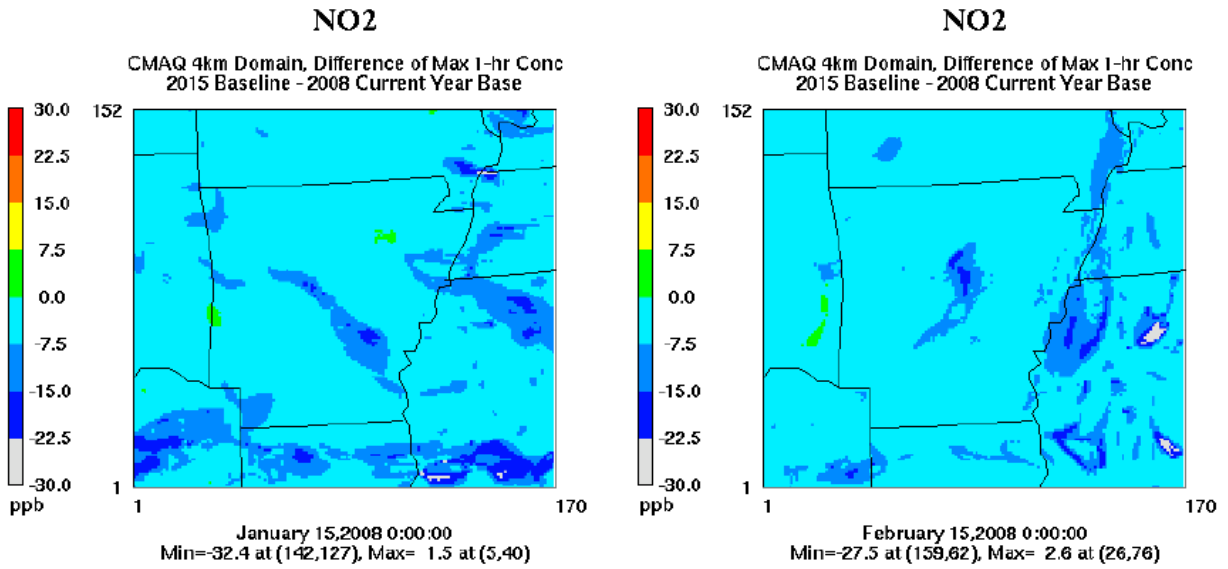 NO2
CMAQ 4km Domain, Difference of Max 1-hr Conc
2015 Baseline - 2008 Current Year Base
30.0
22.5
15.0
7.5
0.0
-7.5
-15.0
-22.5
-30.0
ppb
152
1
1
170
January 15,2008 0:00:00
Min=-32.4 at (142,127), Max= 1.5 at (5,40)
NO2
CMAQ 4km Domain, Difference of Max 1-hr Conc
2015 Baseline - 2008 Current Year Base
30.0
22.5
15.0
7.5
0.0
-7.5
-15.0
-22.5
-30.0
ppb
152
1
1
170
February 15,2008 0:00:00
Min=-27.5 at (159,62), Max= 2.6 at (26,76)